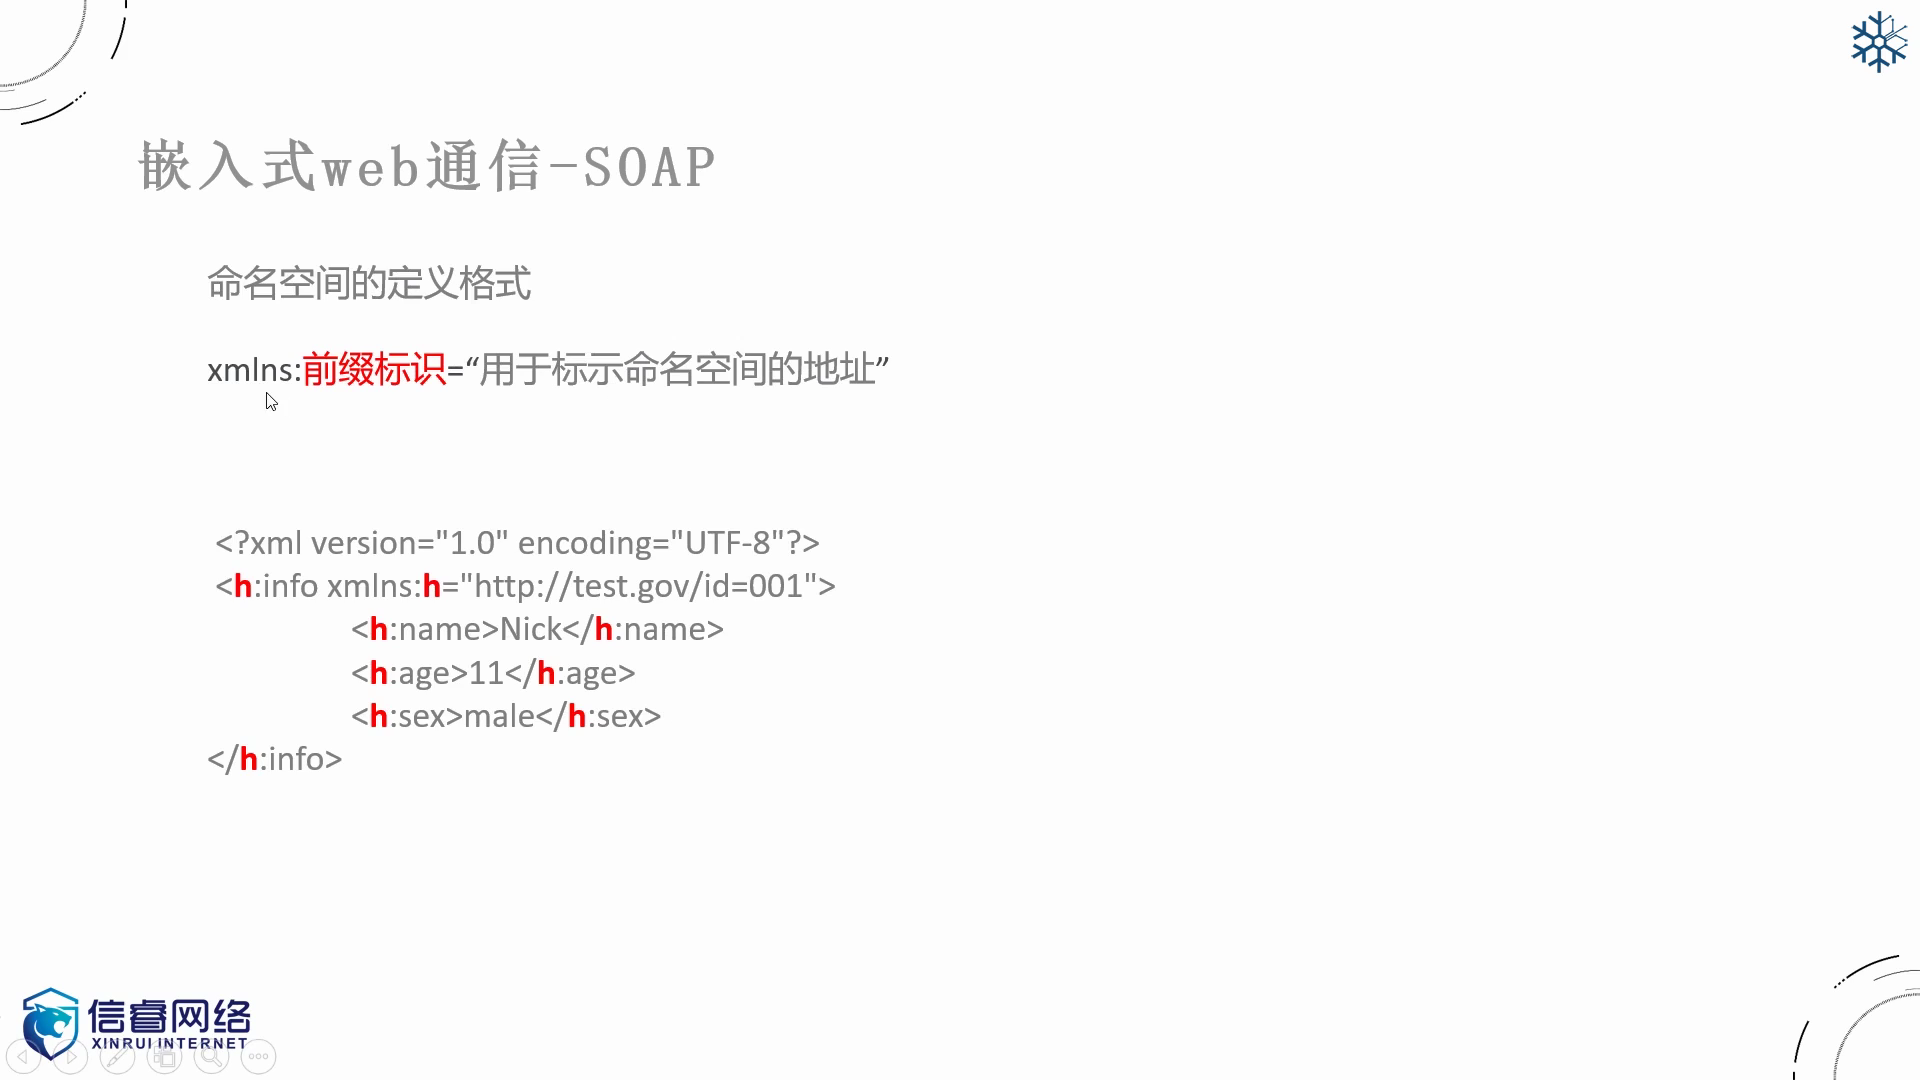 嵌入式web通信-SOAP
命名空间的定义格式
xmlns:前缀标识=“用于标示命名空间的地址”
<?xml version="1.0" encoding="UTF-8"?>
<h:info xmlns:h="http://test.gov/id=001">
<h:name>Nick</h:name>
<h:age>11</h:age>
<h:sex>male</h:sex>
</h:info>
信睿网络
XINRUI INTERNET